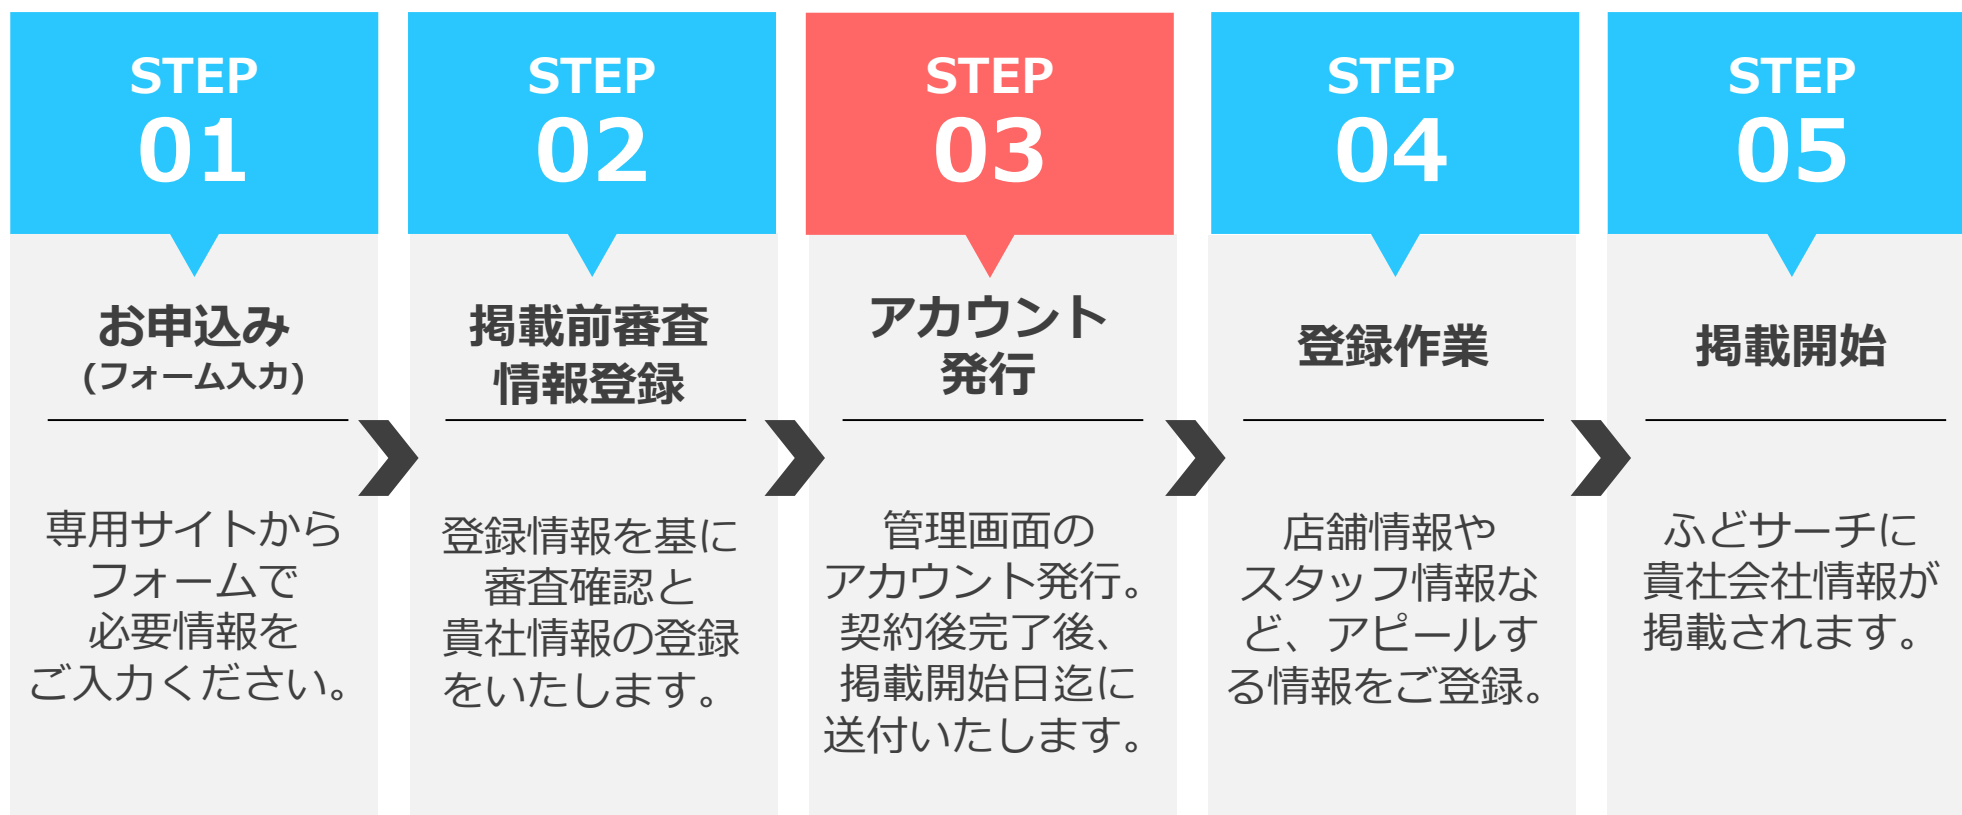 STEP
01
お申込み
(フォーム入力)
専用サイトから
フォームで
必要情報を
ご入力ください。
STEP
02
掲載前審査
情報登録
登録情報を基に
審査確認と
貴社情報の登録
をいたします。
STEP
03
アカウント
発行
管理画面の
アカウント発行。
契約後完了後、
掲載開始日迄に
送付いたします。
STEP
04
登録作業
店舗情報や
スタッフ情報な
ど、アピールす
る情報をご登録。
STEP
05
掲載開始
ふどサーチに
貴社会社情報が
掲載されます。